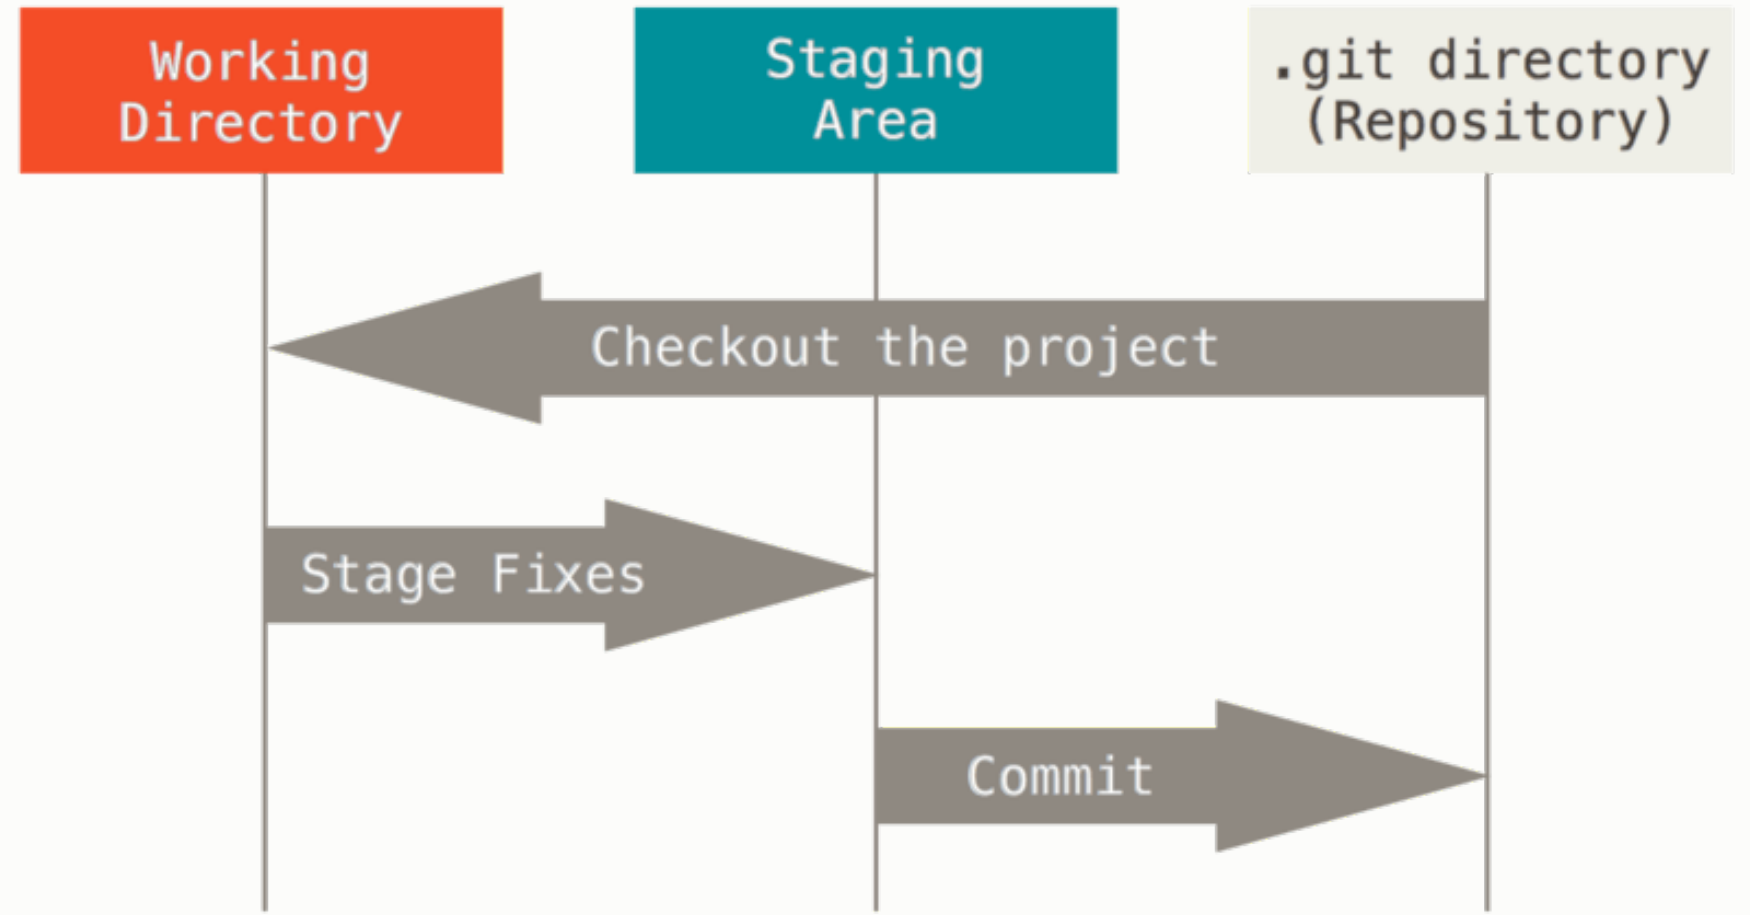 Working
Directory
Staging
Area
.git directory
(Repository)
Checkout the project
Stage Fixes
Commit